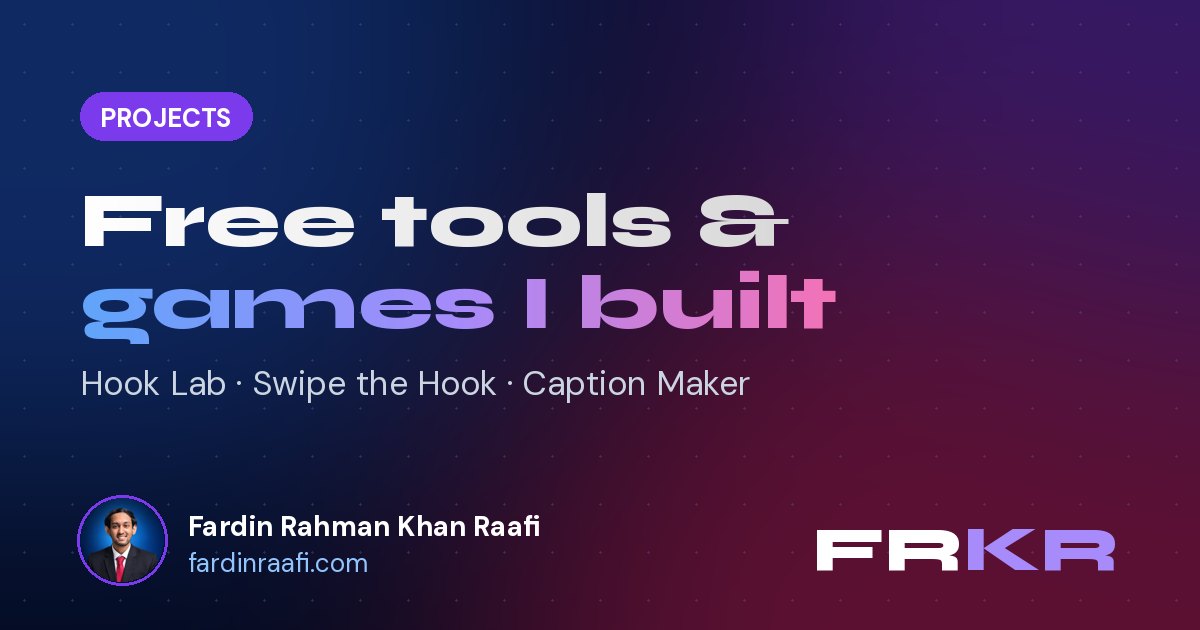 PROJECTS
Free tools &
games I built
Hook Lab · Swipe the Hook · Caption Maker
Fardin Rahman Khan Raafi
fardinraafi.com
FRKR